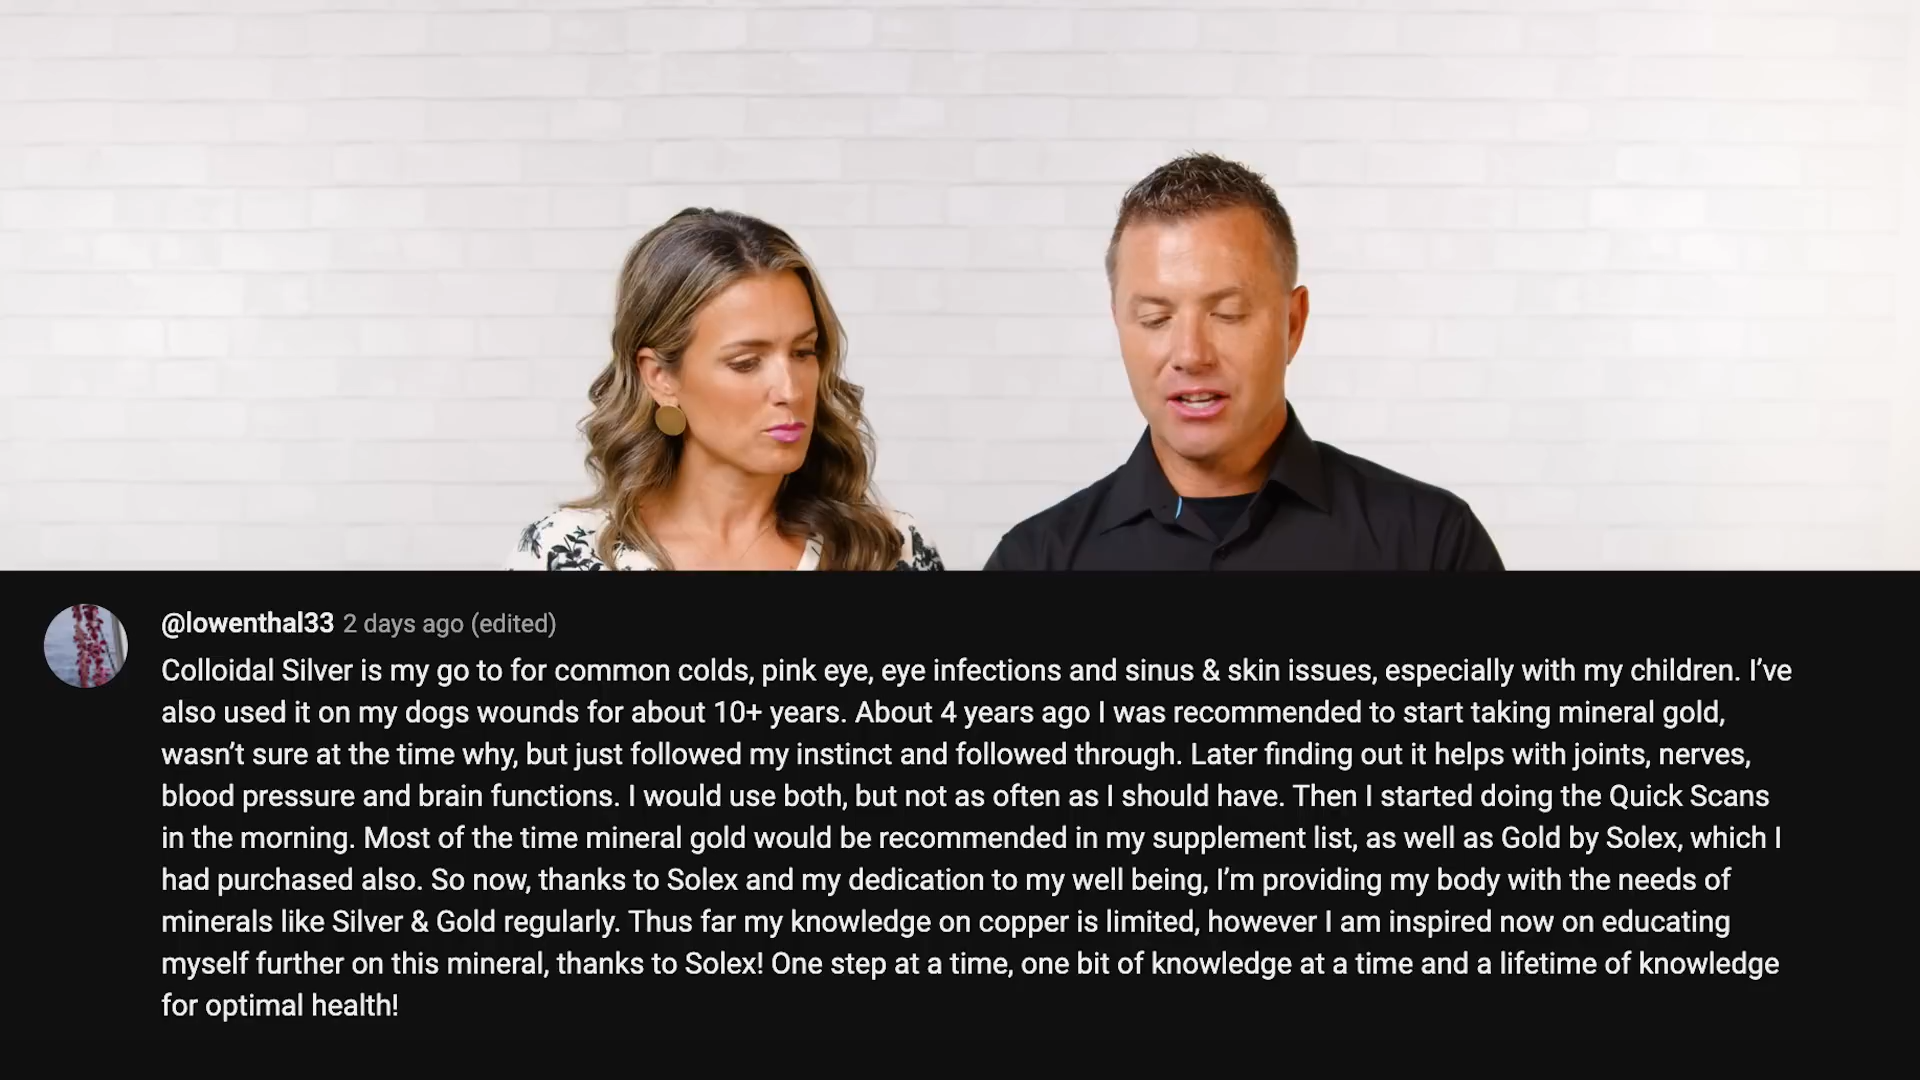 @lowenthal33 2 days ago (edited)
Colloidal Silver is my go to for common colds, pink eye, eye infections and sinus & skin issues, especially with my children. I’ve
also used it on my dogs wounds for about 10+ years. About 4 years ago I was recommended to start taking mineral gold,
wasn’t sure at the time why, but just followed my instinct and followed through. Later finding out it helps with joints, nerves,
blood pressure and brain functions. I would use both, but not as often as I should have. Then I started doing the Quick Scans
in the morning. Most of the time mineral gold would be recommended in my supplement list, as well as Gold by Solex, which I
had purchased also. So now, thanks to Solex and my dedication to my well being, I’m providing my body with the needs of
minerals like Silver & Gold regularly. Thus far my knowledge on copper is limited, however I am inspired now on educating
myself further on this mineral, thanks to Solex! One step at a time, one bit of knowledge at a time and a lifetime of knowledge
for optimal health!